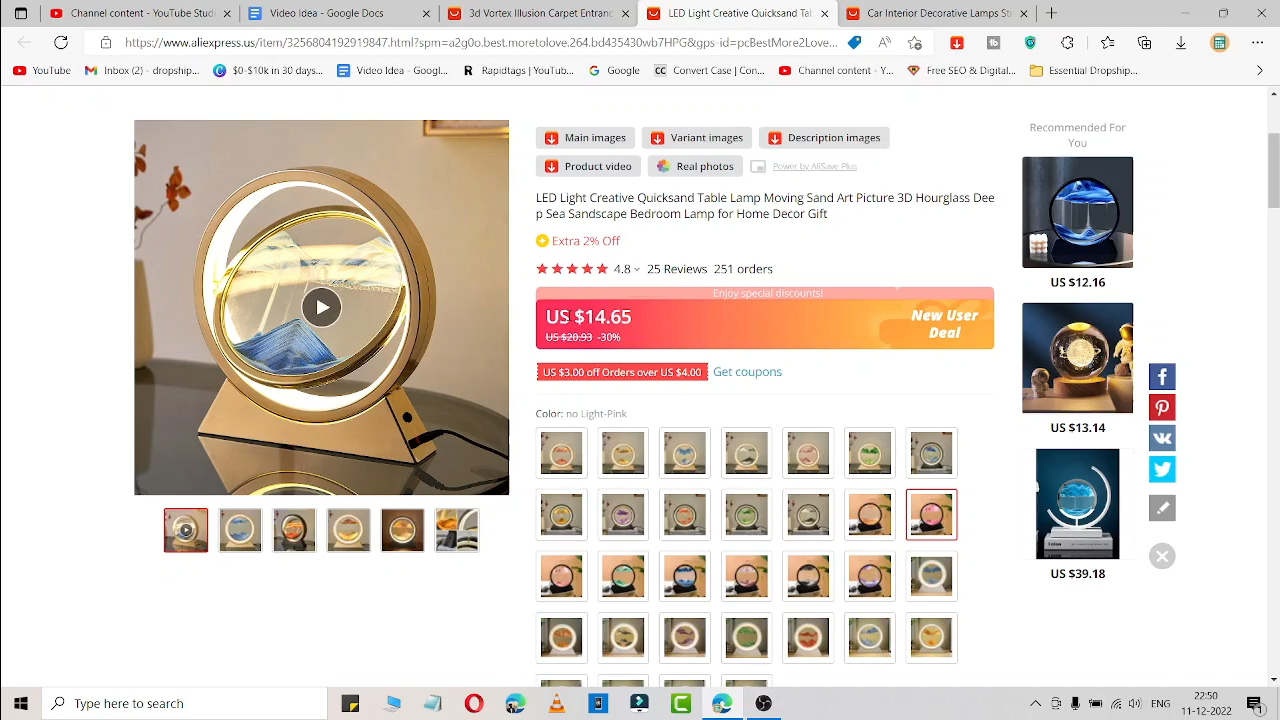 Channel content - YouTube Studi
Video Idea - Google Docs
3d Vortex Illusion Carpet Entranc
LED Light Creative Quicksand Tal
Car Interior Decorative Lamps Str
https://www.aliexpress.us/item/3256804192919847.html?spm=a2g0o.best.moretolove.264.bd435430wb7HPG&gps-id=pcBestMore2Love...
YouTube
Inbox (2) - dropship...
$0-$10k in 30 days...
Video Idea - Googl...
Rapidtags | YouTub...
Google
CC
Convert Case | Con...
Channel content - Y...
Free SEO & Digital...
Essential Dropship...
Main images
Variant images
Description images
Product video
Real photos
Power by AliSave Plus
LED Light Creative Quicksand Table Lamp Moving Sand Art Picture 3D Hourglass Dee
p Sea Sandscape Bedroom Lamp for Home Decor Gift
Extra 2% Off
4.8 25 Reviews 251 orders
Enjoy special discounts!
US $14.65
US $20.93 -30%
New User
Deal
US $3.00 off Orders over US $4.00
Get coupons
Color: no Light-Pink
Recommended For
You
US $12.16
US $13.14
US $39.18
Type here to search
ENG
22:50
11-12-2022